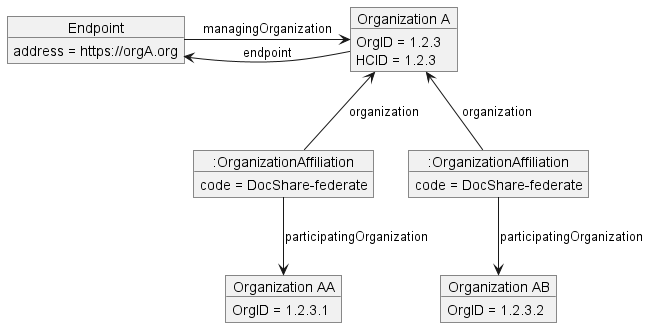 Endpoint
address = https://orgA.org
managingOrganization
endpoint
Organization A
OrgID = 1.2.3
HCID = 1.2.3
organization
organization
:OrganizationAffiliation
code = DocShare-federate
:OrganizationAffiliation
code = DocShare-federate
participatingOrganization
participatingOrganization
Organization AA
OrgID = 1.2.3.1
Organization AB
OrgID = 1.2.3.2